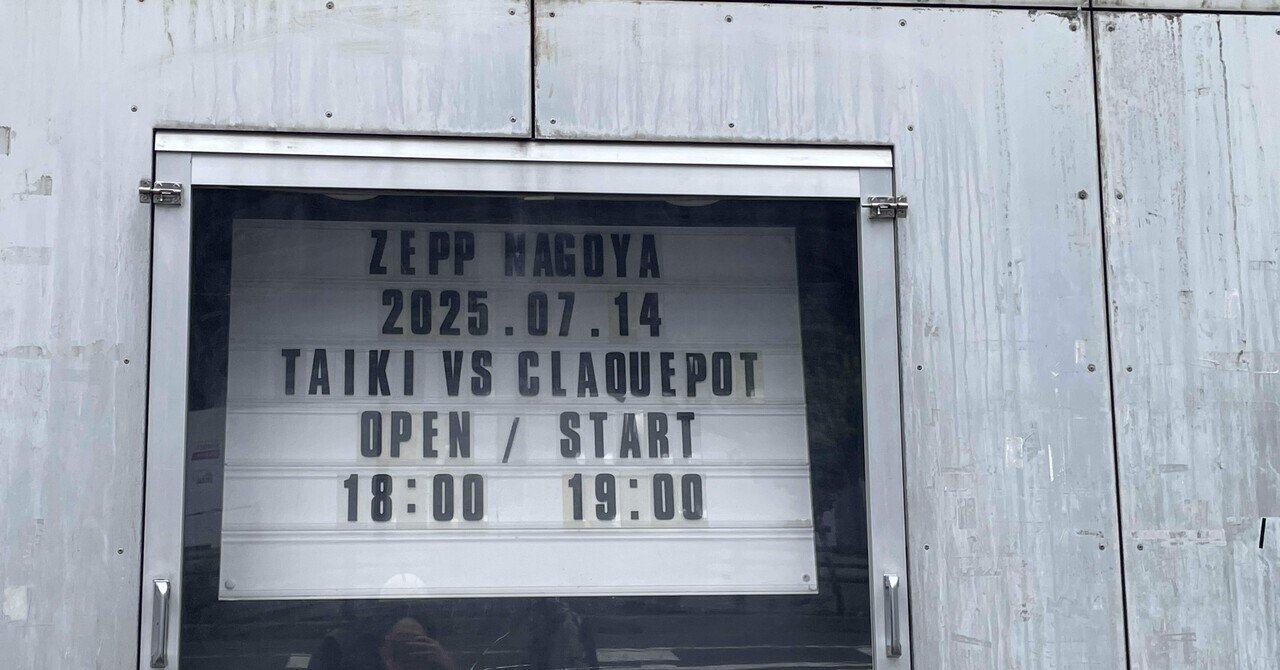 ZEPP NAGOYA
2025.07.14
TAIKI VS CLAQUEPOT
OPEN / START
18:00 19:00